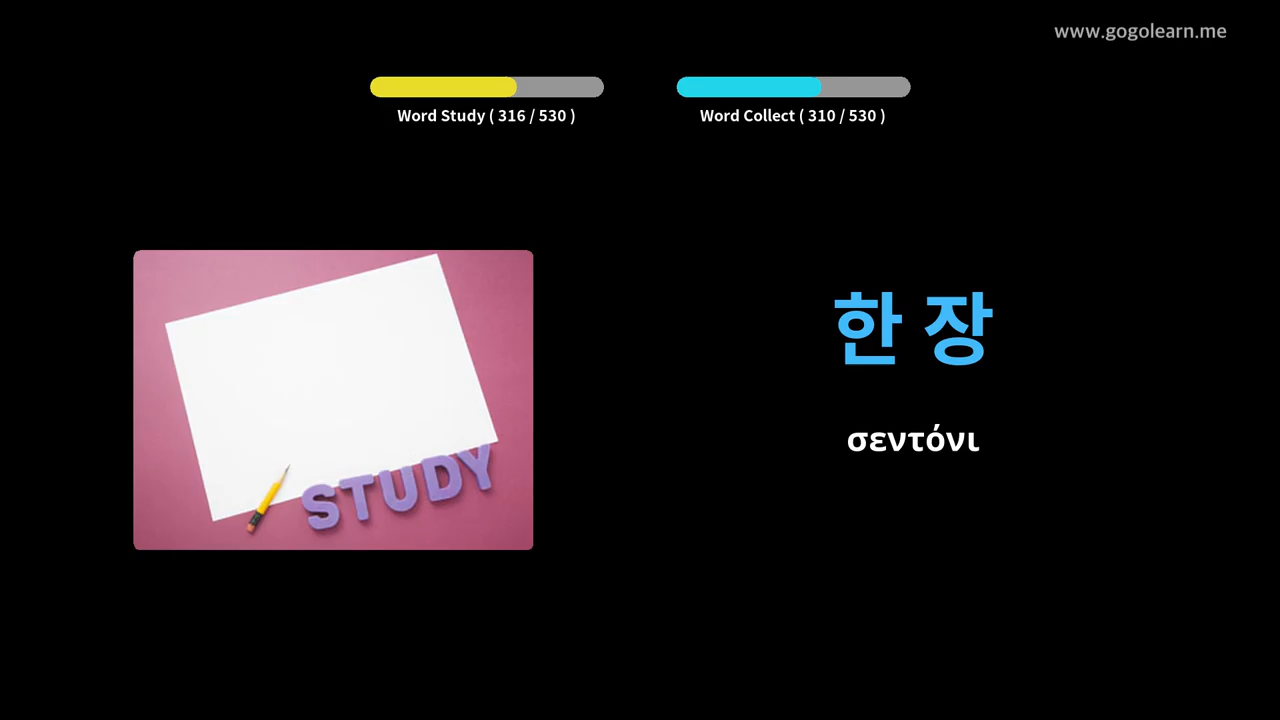 www.gogolearn.me
Word Study ( 316 / 530 )
Word Collect ( 310 / 530 )
한 장
σεντόνι
STUDY